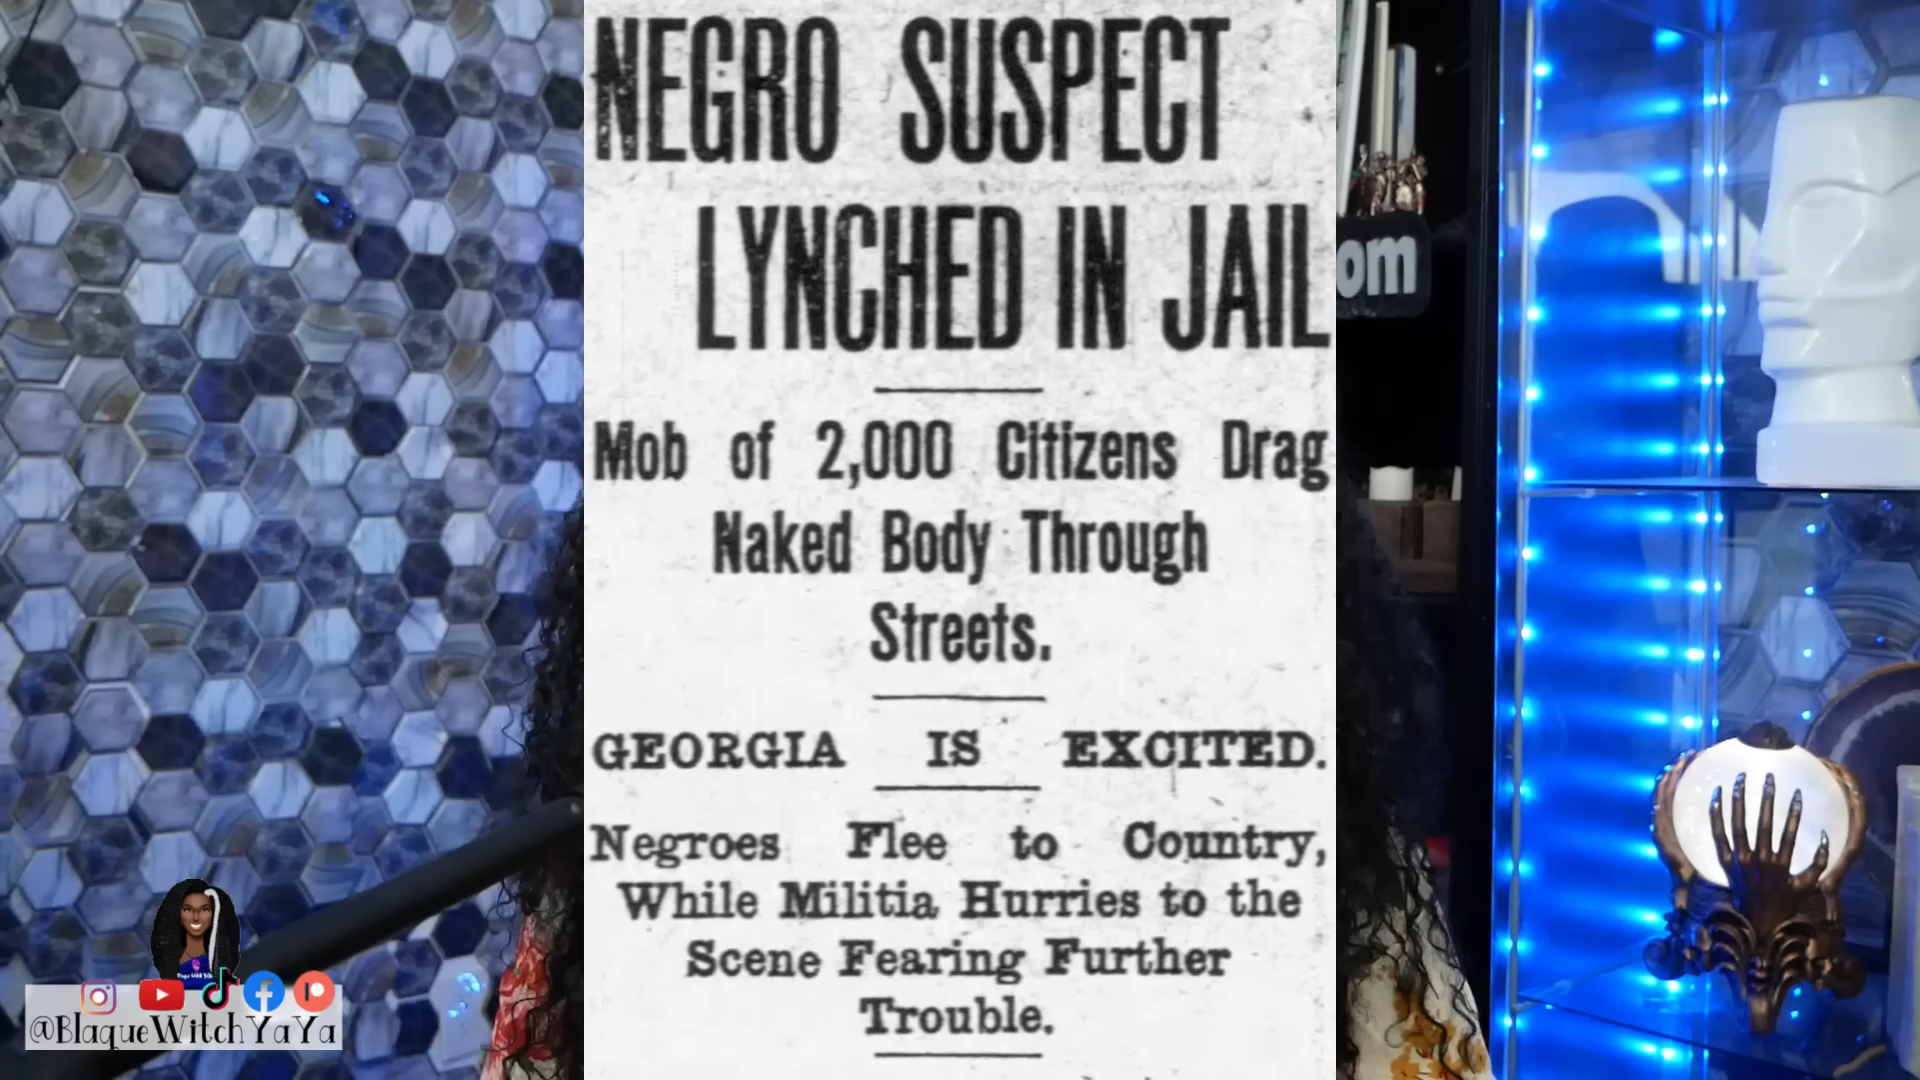 NEGRO SUSPECT
LYNCHED IN JAIL
Mob of 2,000 Citizens Drag
Naked Body Through
Streets.
GEORGIA IS EXCITED.
Negroes Flee to Country,
While Militia Hurries to the
Scene Fearing Further
Trouble.
om
@BlaqueWitchYaYa